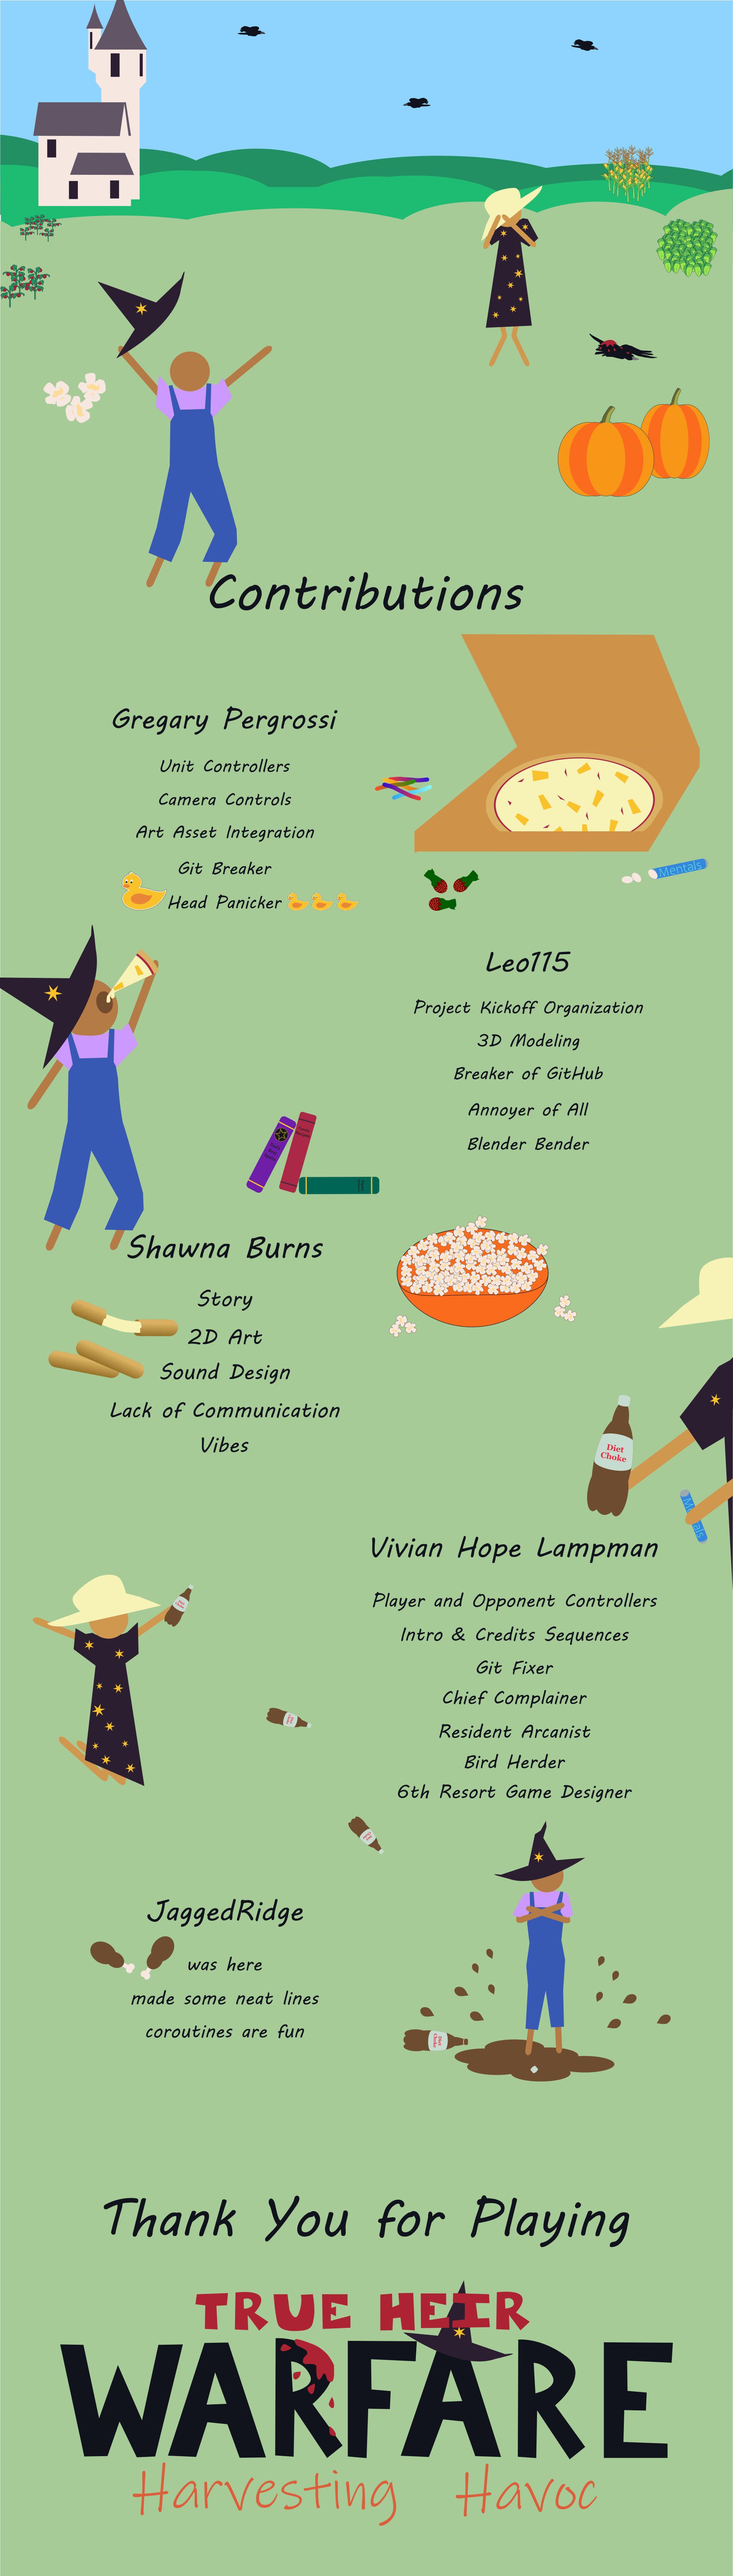 Contributions
Gregary Pergrossi
Unit Controllers
Camera Controls
Art Asset Integration
Git Breaker
Head Panicker
Mentals
Leo115
Project Kickoff Organization
3D Modeling
Breaker of GitHub
Annoyer of All
Blender Bender
Shawna Burns
Story
2D Art
Sound Design
Lack of Communication
Vibes
Diet
Choke
Vivian Hope Lampman
Player and Opponent Controllers
Intro & Credits Sequences
Git Fixer
Chief Complainer
Resident Arcanist
Bird Herder
6th Resort Game Designer
JaggedRidge
was here
made some neat lines
coroutines are fun
Thank You for Playing
TRUE HEIR
WARFARE
Harvesting Havoc